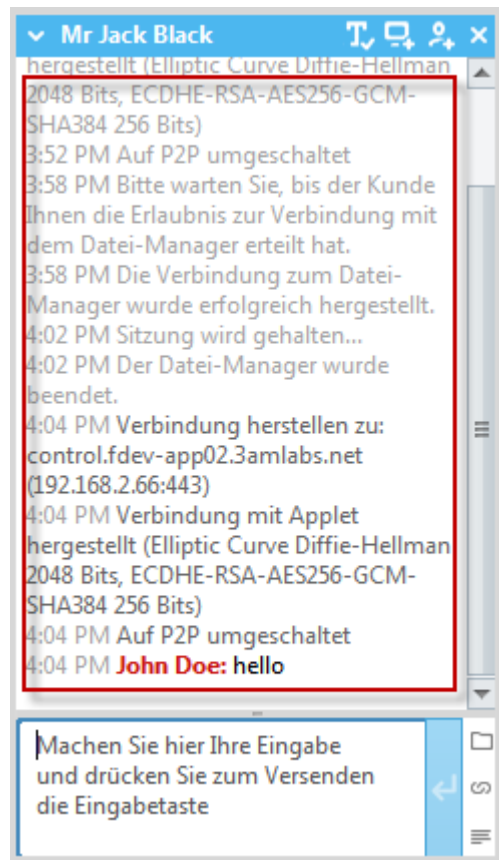 Mr Jack Black
hergestellt (Elliptic Curve Diffie-Hellman
2048 Bits, ECDHE-RSA-AES256-GCM-
SHA384 256 Bits)
3:52 PM Auf P2P umgeschaltet
3:58 PM Bitte warten Sie, bis der Kunde
Ihnen die Erlaubnis zur Verbindung mit
dem Datei-Manager erteilt hat.
3:58 PM Die Verbindung zum Datei-
Manager wurde erfolgreich hergestellt.
4:02 PM Sitzung wird gehalten...
4:02 PM Der Datei-Manager wurde
beendet.
4:04 PM Verbindung herstellen zu:
control.fdev-app02.3amlabs.net
(192.168.2.66:443)
4:04 PM Verbindung mit Applet
hergestellt (Elliptic Curve Diffie-Hellman
2048 Bits, ECDHE-RSA-AES256-GCM-
SHA384 256 Bits)
4:04 PM Auf P2P umgeschaltet
4:04 PM John Doe: hello
Machen Sie hier Ihre Eingabe
und drücken Sie zum Versenden
die Eingabetaste